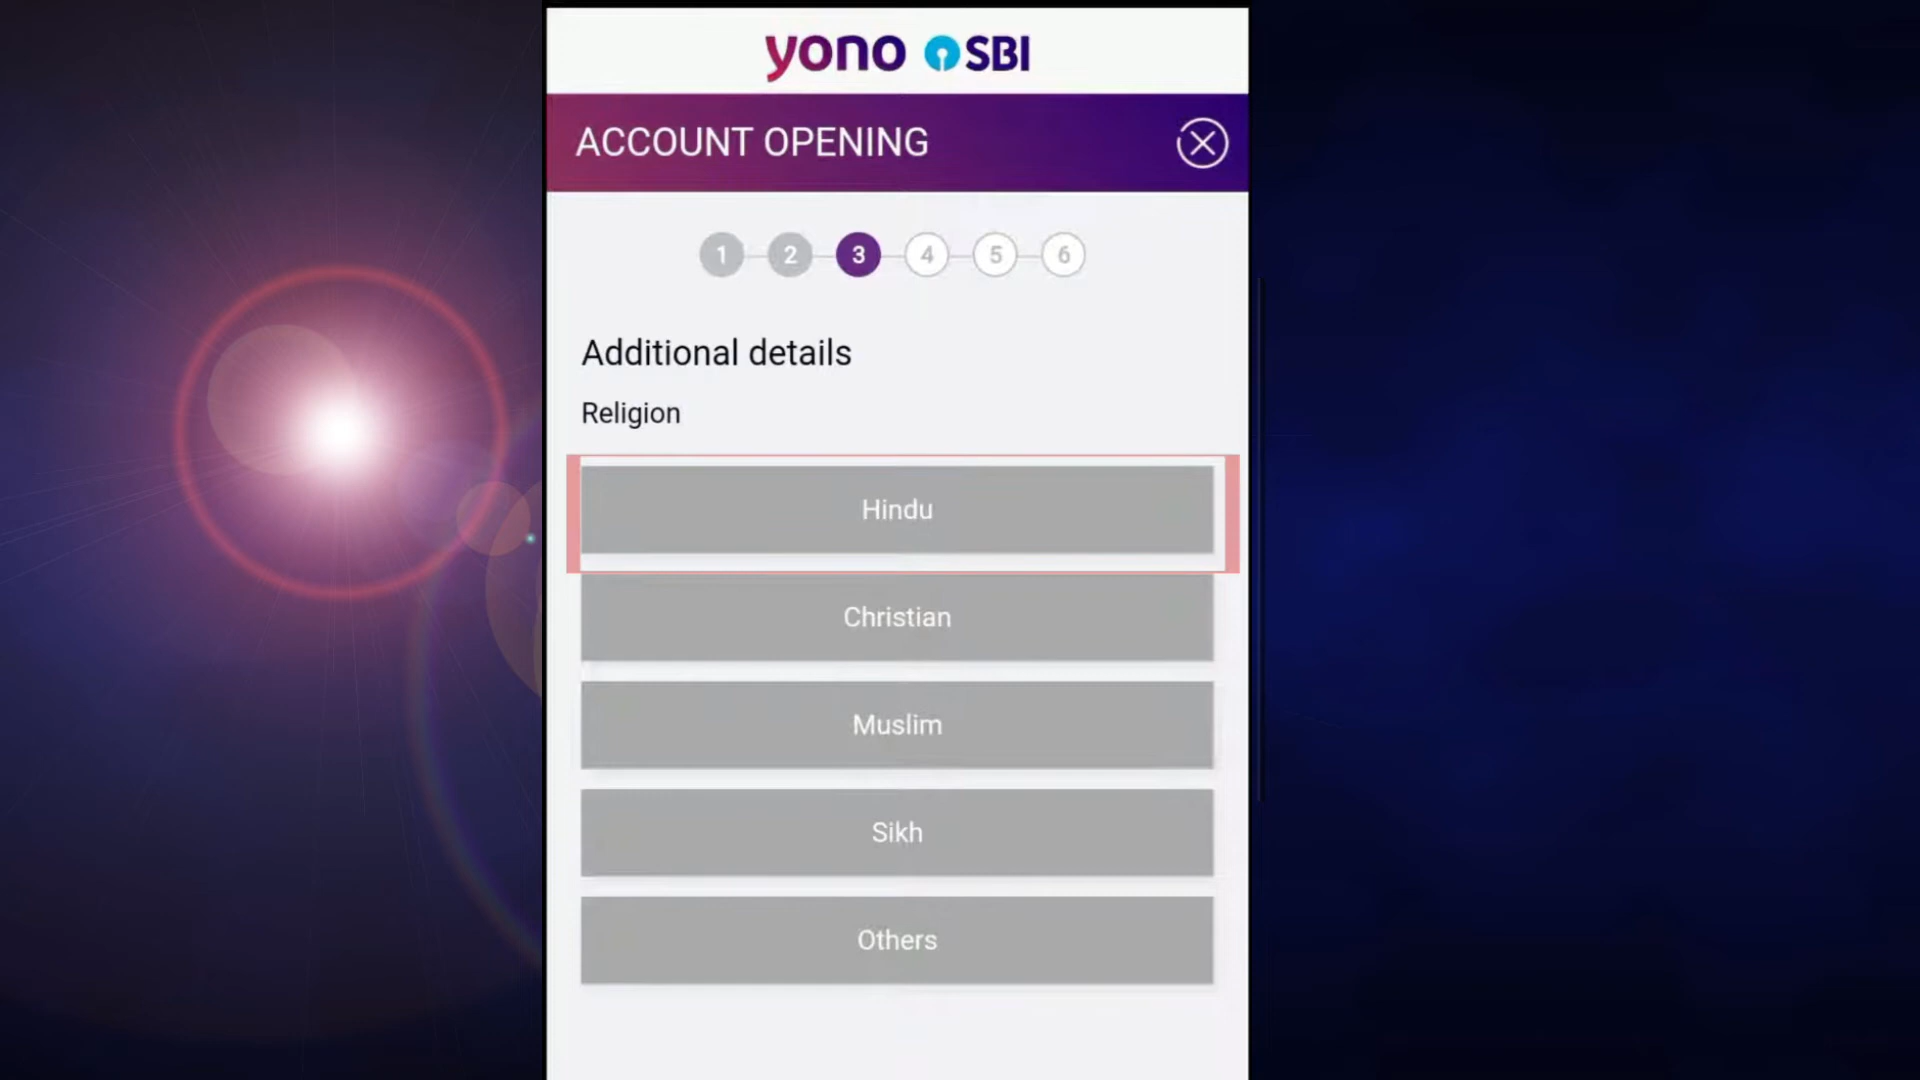 yono SBI
ACCOUNT OPENING
1 2 3 4 5 6
Additional details
Religion
Hindu
Christian
Muslim
Sikh
Others